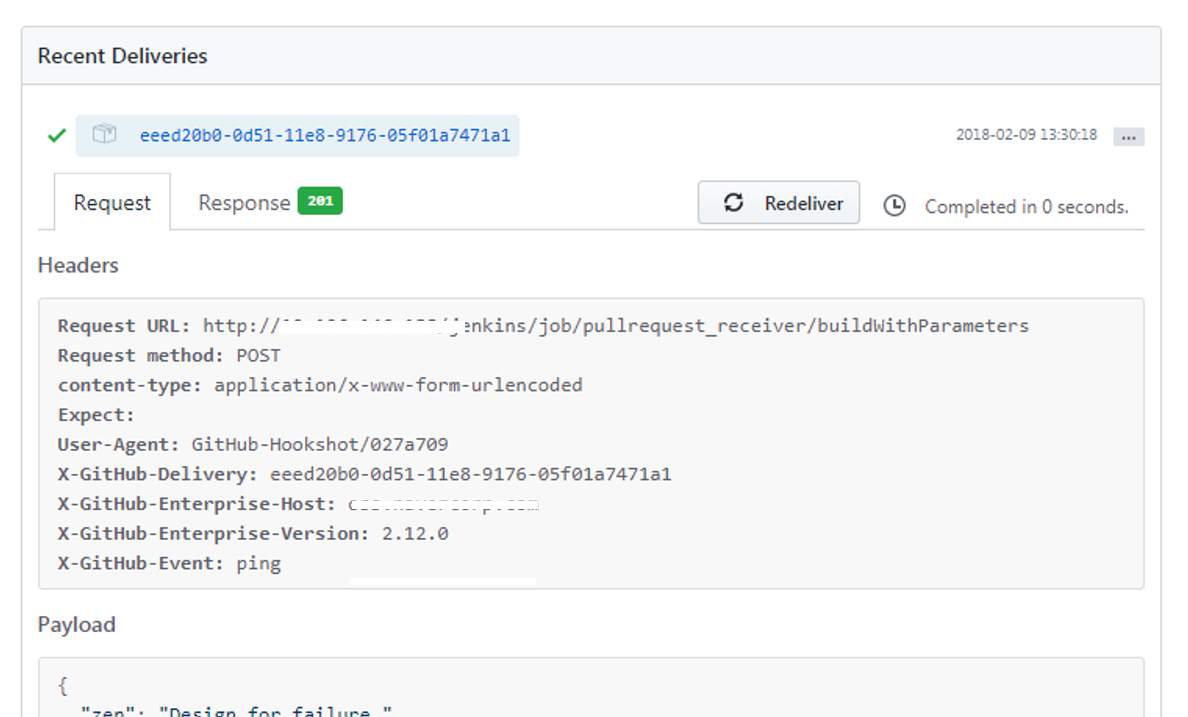 Recent Deliveries
eeed20b0-0d51-11e8-9176-05f01a7471a1 2018-02-09 13:30:18 ...
Request Response 201 Redeliver Completed in 0 seconds.
Headers
Request URL: http:// /jenkins/job/pullrequest_receiver/buildWithParameters
Request method: POST
content-type: application/x-www-form-urlencoded
Expect:
User-Agent: GitHub-Hookshot/027a709
X-GitHub-Delivery: eeed20b0-0d51-11e8-9176-05f01a7471a1
X-GitHub-Enterprise-Host:
X-GitHub-Enterprise-Version: 2.12.0
X-GitHub-Event: ping
Payload
{
"zen": "Design for failure."